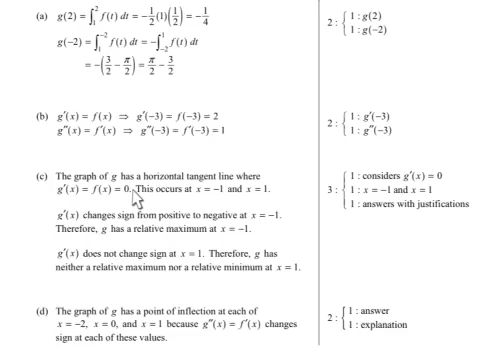 (a) g(2) = ∫₁² f(t) dt = −1/2(1)(1/2) = −1/4
2 : { 1 : g(2)
1 : g(−2)
g(−2) = ∫₁⁻² f(t) dt = −∫₋₂¹ f(t) dt
= −(3/2 − π/2) = π/2 − 3/2
(b) g′(x) = f(x) ⇒ g′(−3) = f(−3) = 2
g″(x) = f′(x) ⇒ g″(−3) = f′(−3) = 1
2 : { 1 : g′(−3)
1 : g″(−3)
(c) The graph of g has a horizontal tangent line where
g′(x) = f(x) = 0. This occurs at x = −1 and x = 1.
g′(x) changes sign from positive to negative at x = −1.
Therefore, g has a relative maximum at x = −1.
g′(x) does not change sign at x = 1. Therefore, g has
neither a relative maximum nor a relative minimum at x = 1.
3 : { 1 : considers g′(x) = 0
1 : x = −1 and x = 1
1 : answers with justifications
(d) The graph of g has a point of inflection at each of
x = −2, x = 0, and x = 1 because g″(x) = f′(x) changes
sign at each of these values.
2 : { 1 : answer
1 : explanation